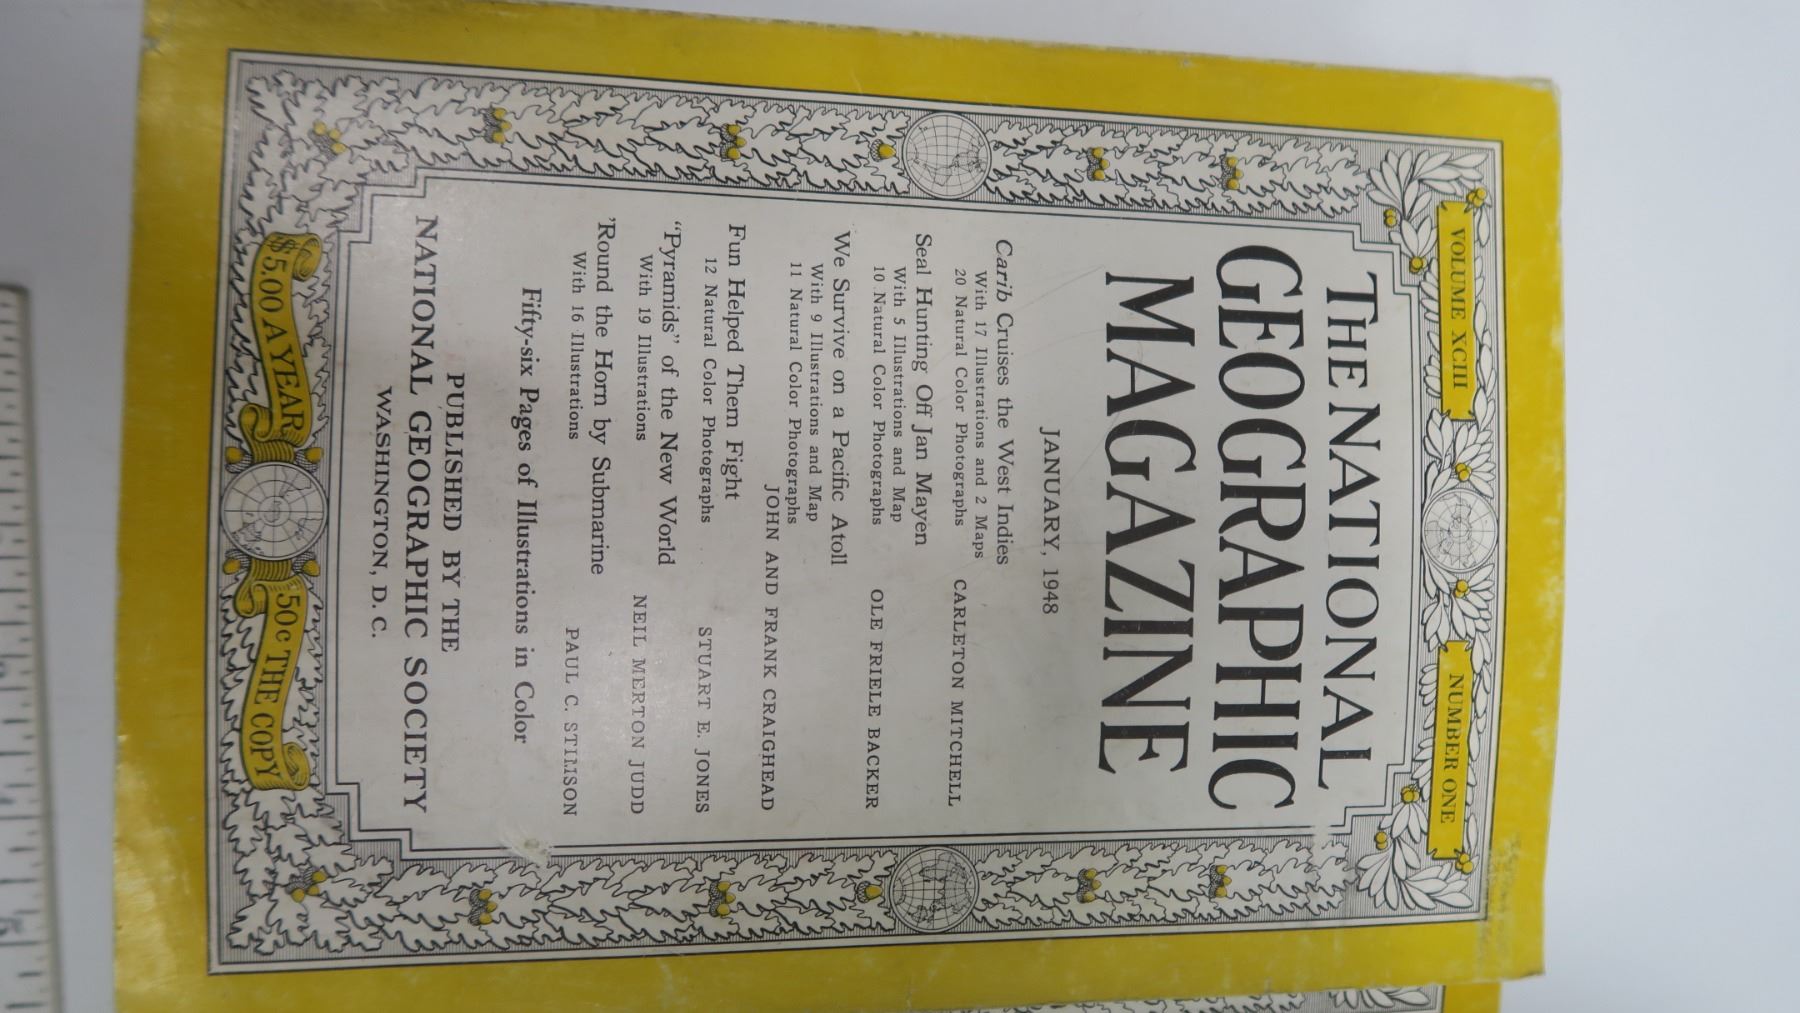 VOLUME XCIII
NUMBER ONE
THE NATIONAL
GEOGRAPHIC
MAGAZINE
JANUARY, 1948
Carib Cruises the West Indies
With 17 Illustrations and 2 Maps
20 Natural Color Photographs CARLETON MITCHELL
Seal Hunting Off Jan Mayen
With 5 Illustrations and Map
10 Natural Color Photographs OLE FRIELE BACKER
We Survive on a Pacific Atoll
With 9 Illustrations and Map
11 Natural Color Photographs
JOHN AND FRANK CRAIGHEAD
Fun Helped Them Fight
12 Natural Color Photographs STUART E. JONES
"Pyramids" of the New World
With 19 Illustrations NEIL MERTON JUDD
'Round the Horn by Submarine
With 16 Illustrations PAUL C. STIMSON
Fifty-six Pages of Illustrations in Color
PUBLISHED BY THE
NATIONAL GEOGRAPHIC SOCIETY
WASHINGTON, D. C.
$5.00 A YEAR
50c THE COPY